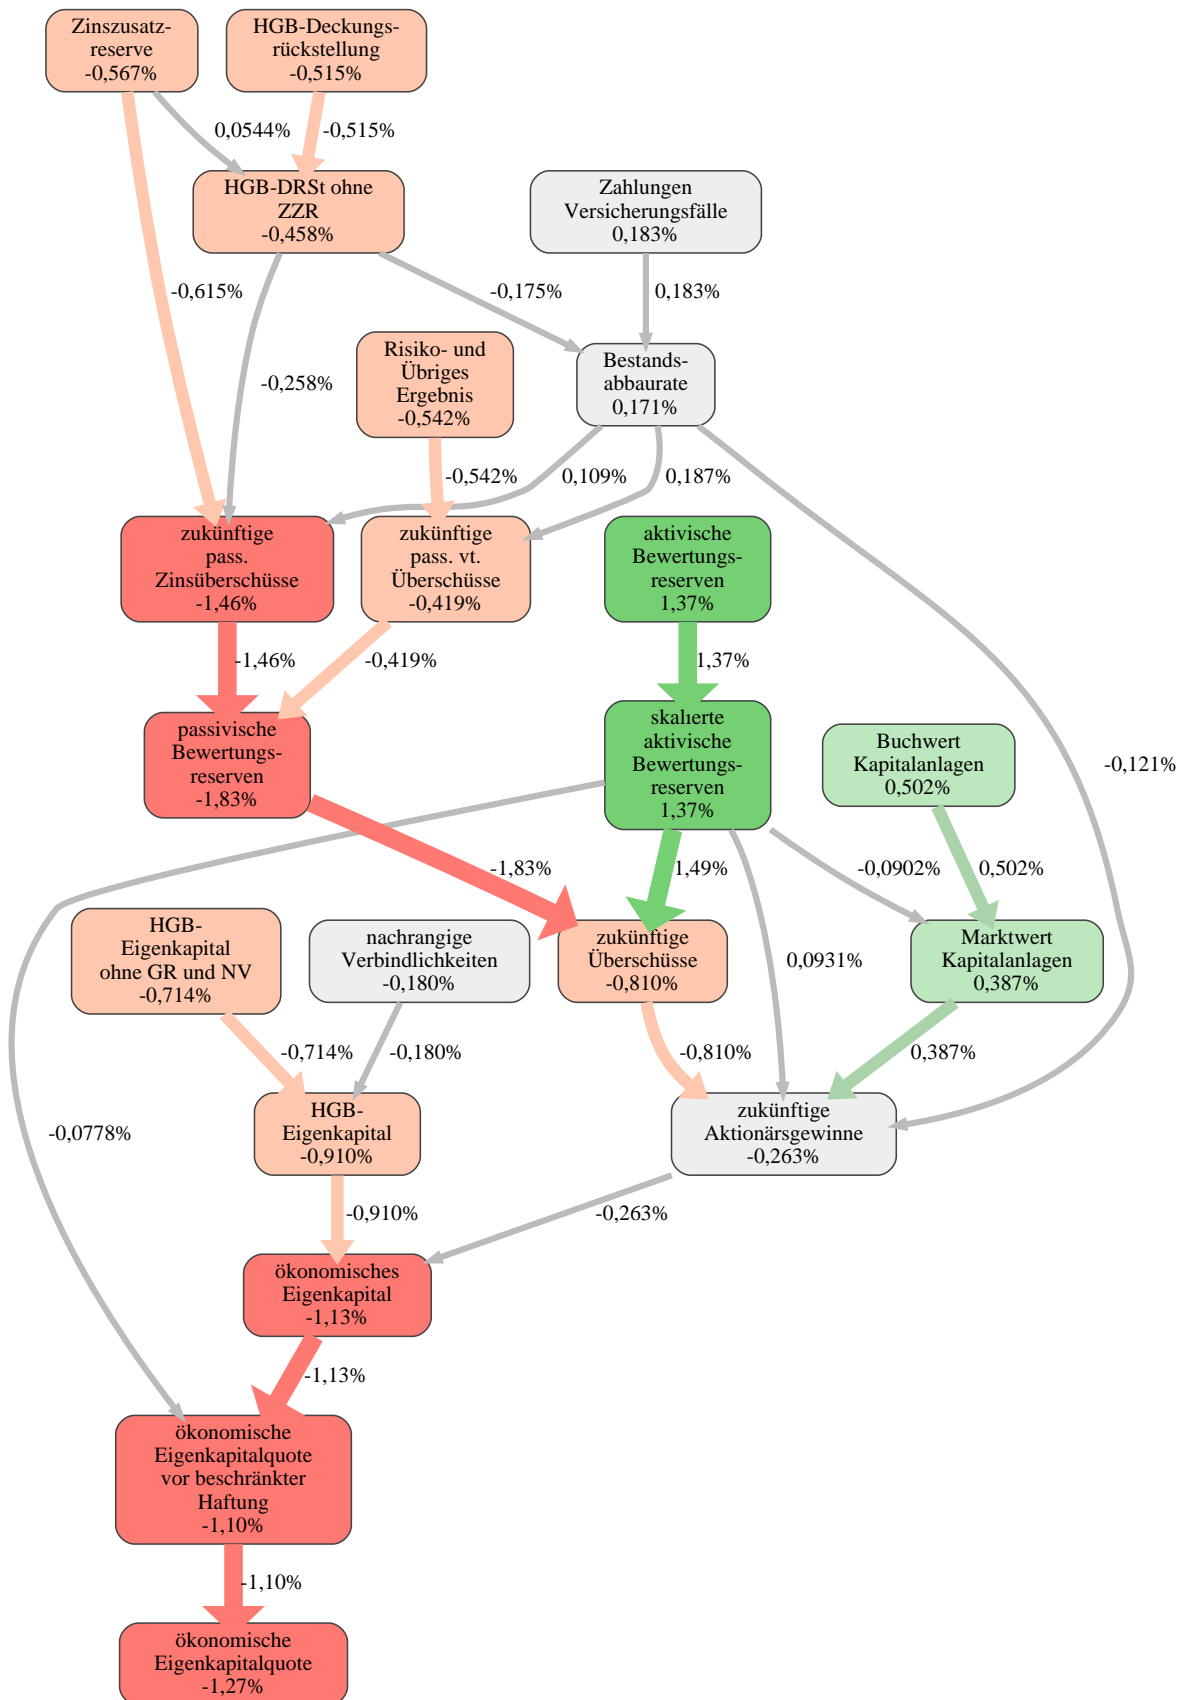 Zinszusatz-
reserve
-0,567%
HGB-Deckungs-
rückstellung
-0,515%
0,0544%
-0,515%
HGB-DRSt ohne
ZZR
-0,458%
Zahlungen
Versicherungsfälle
0,183%
-0,615%
-0,175%
0,183%
Risiko- und
Übriges
Ergebnis
-0,542%
Bestands-
abbaurate
0,171%
-0,258%
-0,542%
0,109%
0,187%
zukünftige
pass.
Zinsüberschüsse
-1,46%
zukünftige
pass. vt.
Überschüsse
-0,419%
aktivische
Bewertungs-
reserven
1,37%
-1,46%
-0,419%
1,37%
passivische
Bewertungs-
reserven
-1,83%
skalierte
aktivische
Bewertungs-
reserven
1,37%
Buchwert
Kapitalanlagen
0,502%
-0,121%
-1,83%
1,49%
-0,0902%
0,502%
HGB-
Eigenkapital
ohne GR und NV
-0,714%
nachrangige
Verbindlichkeiten
-0,180%
zukünftige
Überschüsse
-0,810%
0,0931%
Marktwert
Kapitalanlagen
0,387%
-0,714%
-0,180%
-0,810%
0,387%
-0,0778%
HGB-
Eigenkapital
-0,910%
zukünftige
Aktionärsgewinne
-0,263%
-0,910%
-0,263%
ökonomisches
Eigenkapital
-1,13%
-1,13%
ökonomische
Eigenkapitalquote
vor beschränkter
Haftung
-1,10%
-1,10%
ökonomische
Eigenkapitalquote
-1,27%